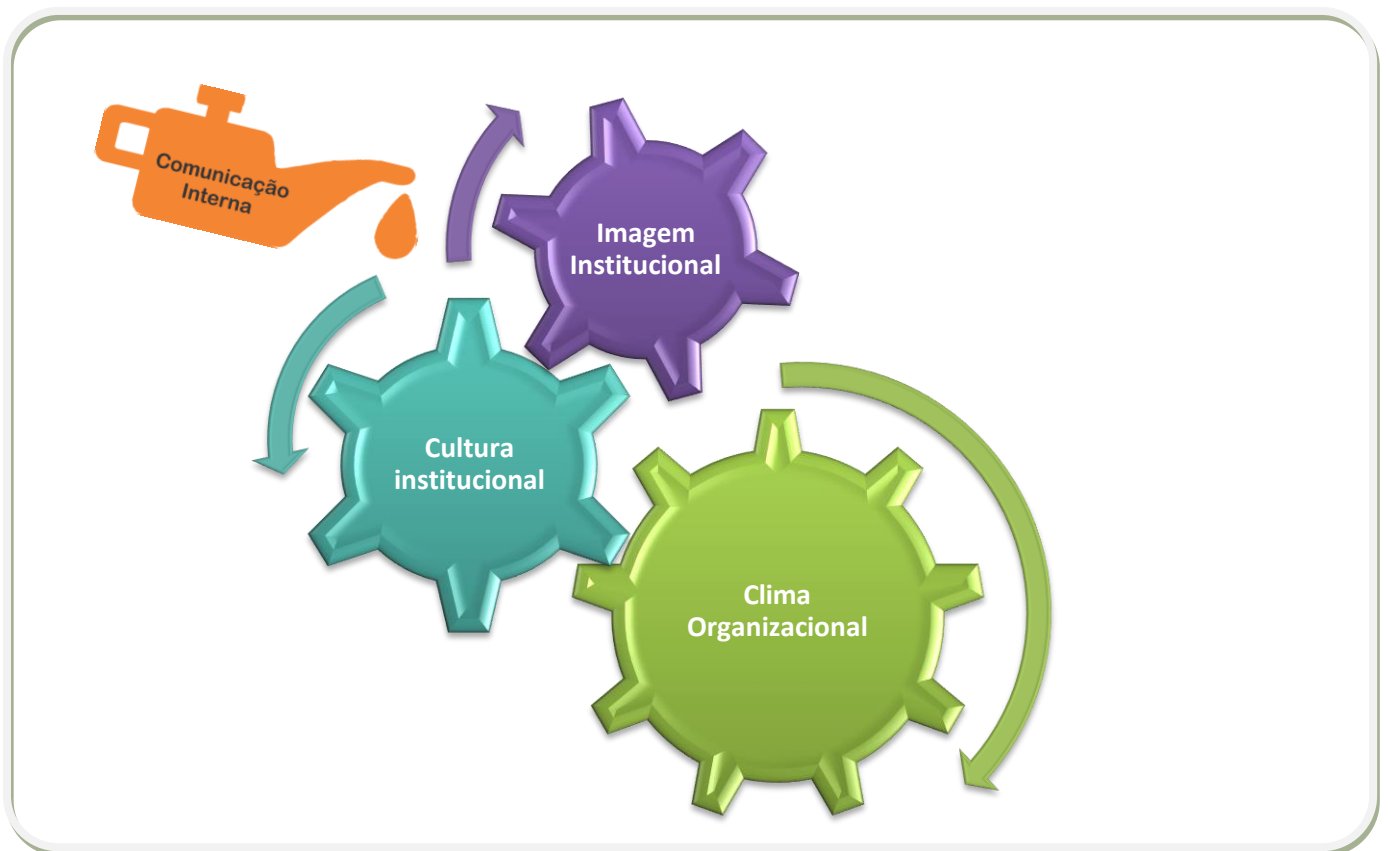 Comunicação
Interna
Imagem
Institucional
Cultura
institucional
Clima
Organizacional